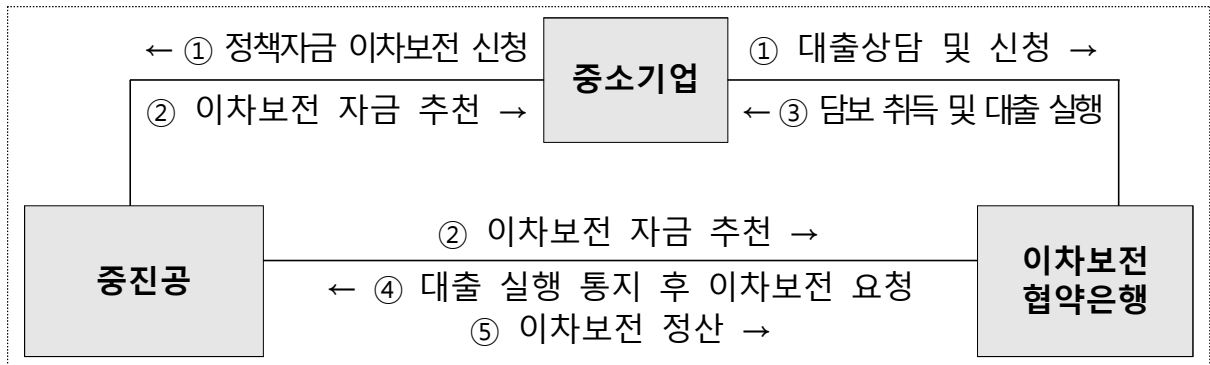 ← ① 정책자금 이차보전 신청
① 대출상담 및 신청 →
중소기업
② 이차보전 자금 추천 →
← ③ 담보 취득 및 대출 실행
② 이차보전 자금 추천 →
중진공
← ④ 대출 실행 통지 후 이차보전 요청
이차보전
협약은행
⑤ 이차보전 정산 →